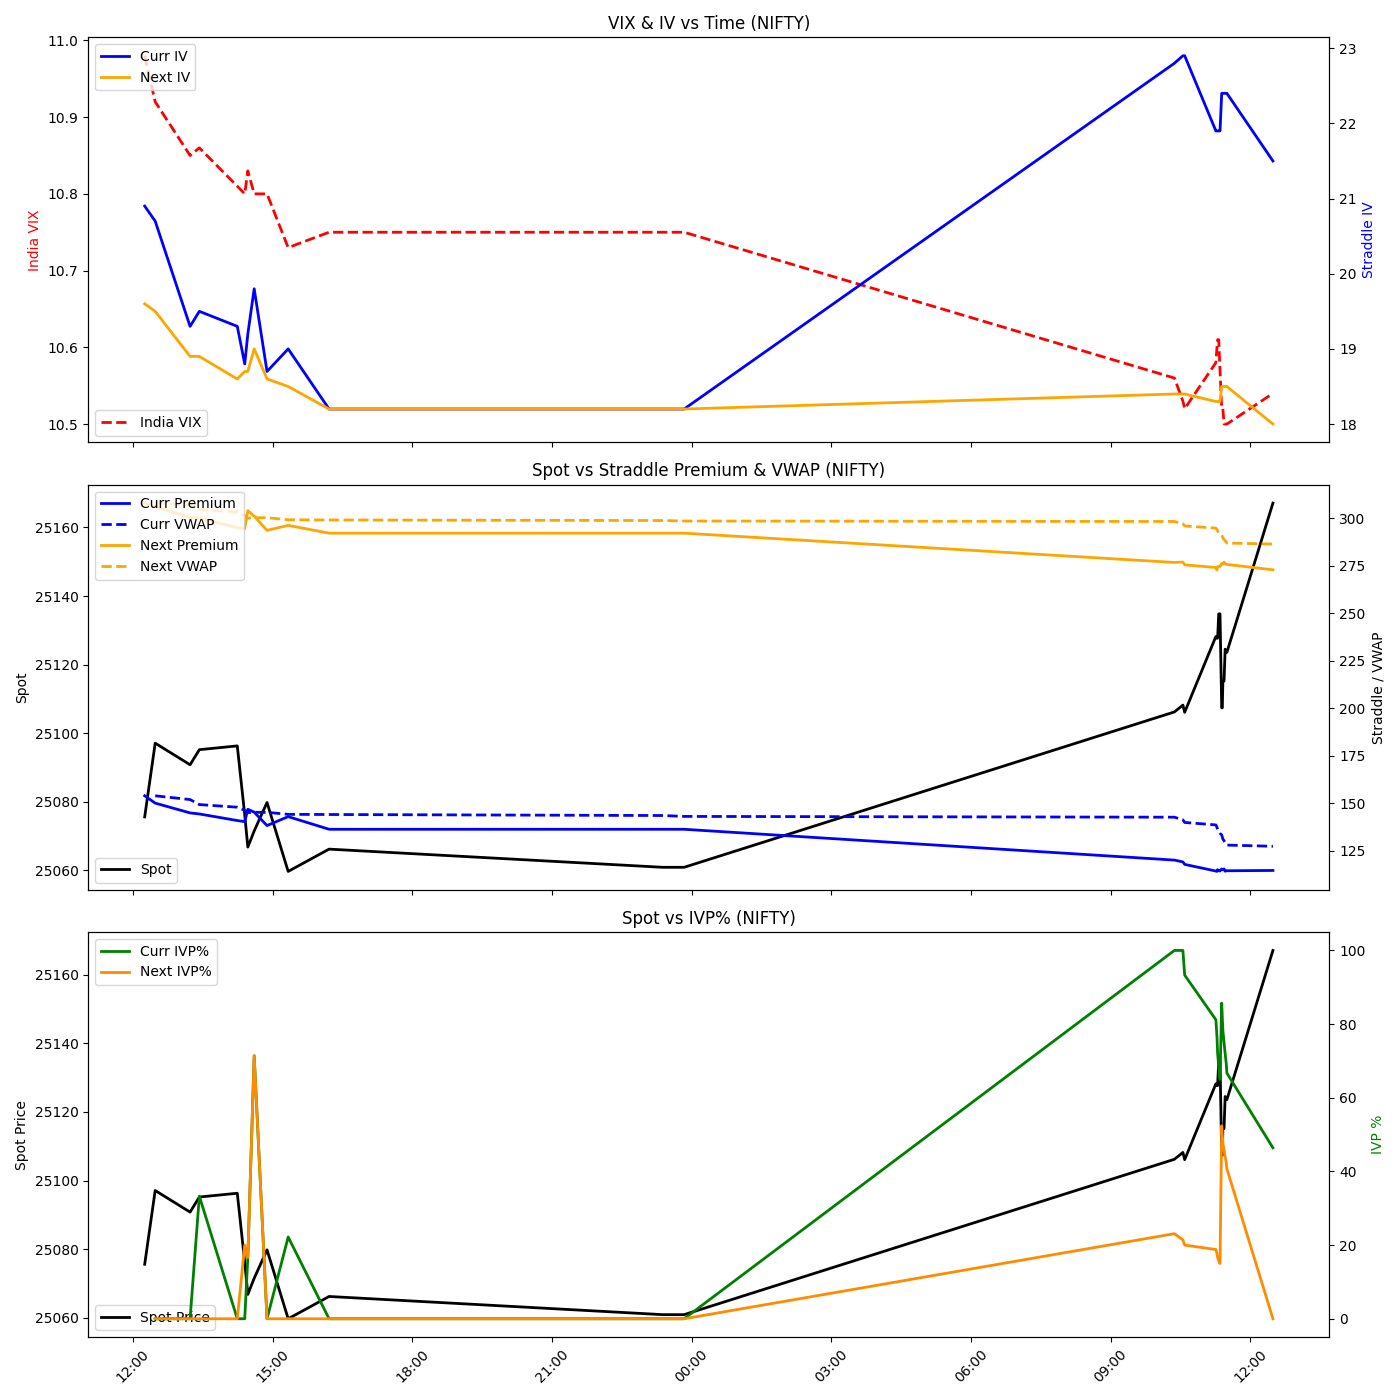 VIX & IV vs Time (NIFTY)
Curr IV
Next IV
India VIX
11.0
10.9
10.8
10.7
10.6
10.5
India VIX
23
22
21
20
19
18
Straddle IV
Spot vs Straddle Premium & VWAP (NIFTY)
Curr Premium
Curr VWAP
Next Premium
Next VWAP
Spot
25160
25140
25120
25100
25080
25060
Spot
300
275
250
225
200
175
150
125
Straddle / VWAP
Spot vs IVP% (NIFTY)
Curr IVP%
Next IVP%
Spot Price
25160
25140
25120
25100
25080
25060
Spot Price
100
80
60
40
20
0
IVP %
12:00
15:00
18:00
21:00
00:00
03:00
06:00
09:00
12:00